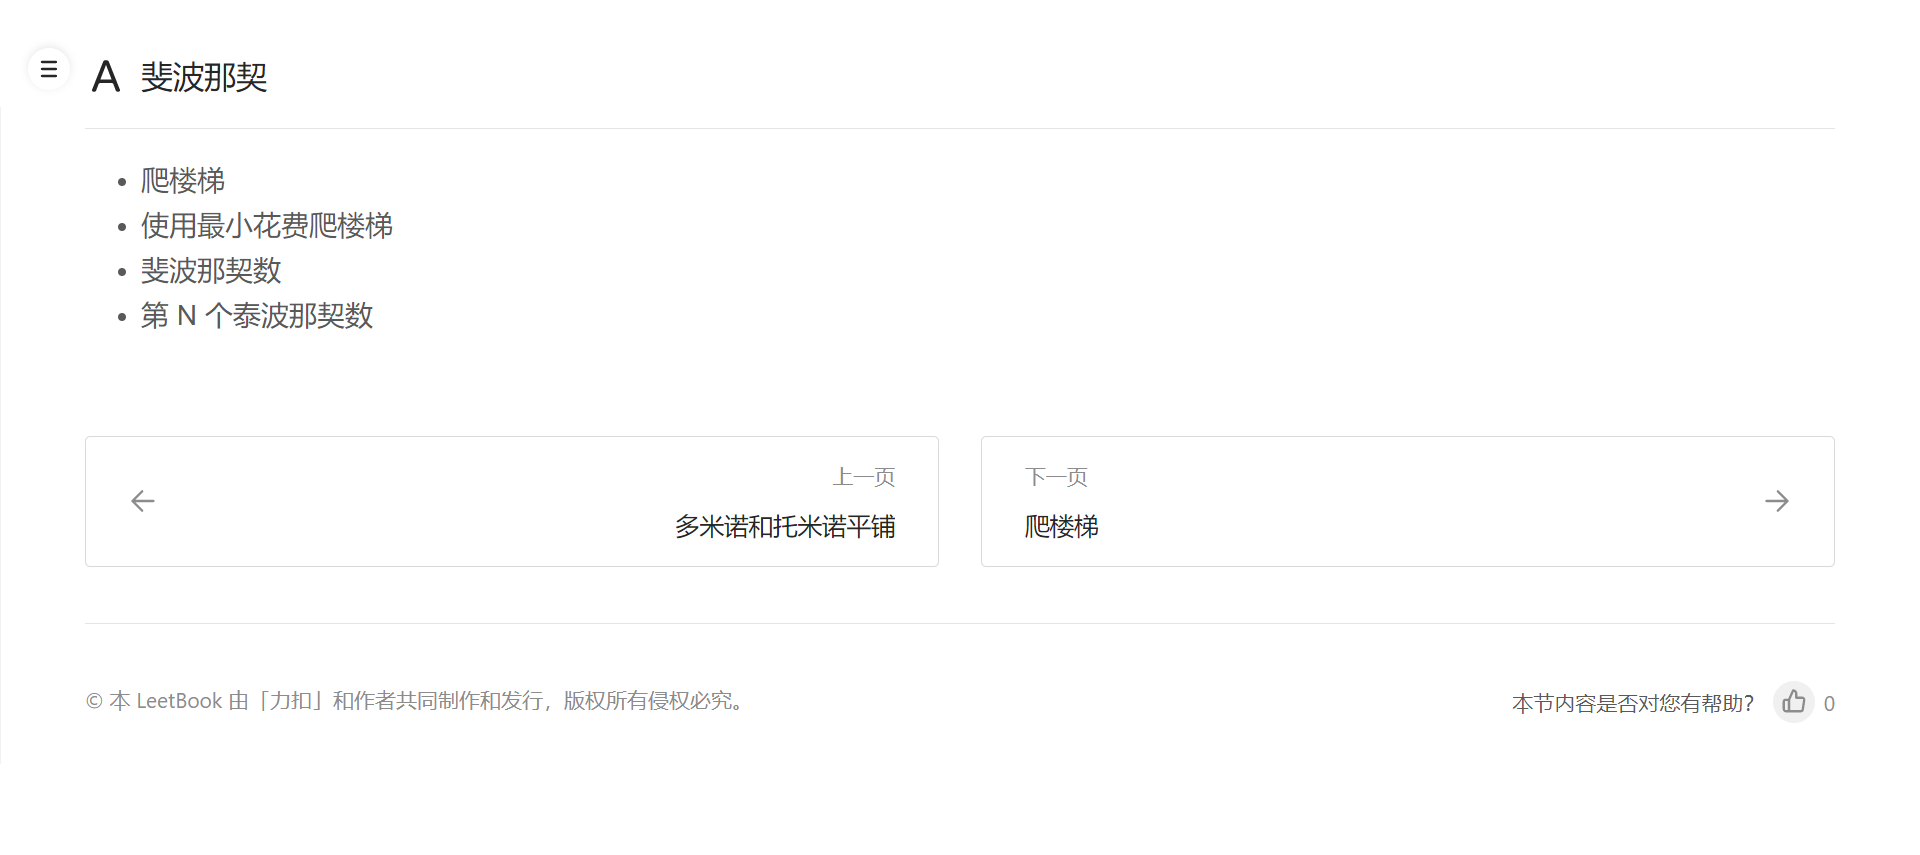 A 斐波那契
爬楼梯
使用最小花费爬楼梯
斐波那契数
第 N 个泰波那契数
上一页
多米诺和托米诺平铺
下一页
爬楼梯
© 本 LeetBook 由「力扣」和作者共同制作和发行，版权所有侵权必究。
本节内容是否对您有帮助？ 0